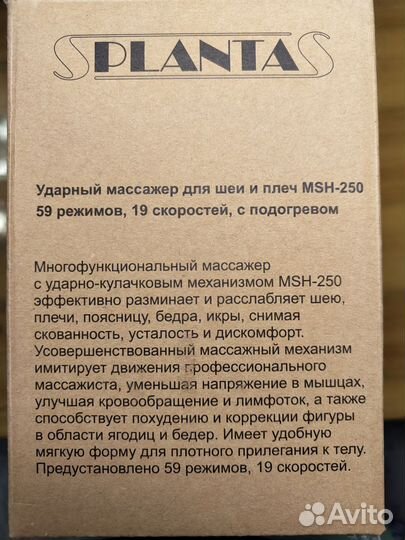 SPLANTAS
Ударный массажер для шеи и плеч MSH-250
59 режимов, 19 скоростей, с подогревом
Многофункциональный массажер
с ударно-кулачковым механизмом MSH-250
эффективно разминает и расслабляет шею,
плечи, поясницу, бедра, икры, снимая
скованность, усталость и дискомфорт.
Усовершенствованный массажный механизм
имитирует движения профессионального
массажиста, уменьшая напряжение в мышцах,
улучшая кровообращение и лимфоток, а также
способствует похудению и коррекции фигуры
в области ягодиц и бедер. Имеет удобную
мягкую форму для плотного прилегания к телу.
Предустановлено 59 режимов, 19 скоростей.
Avito